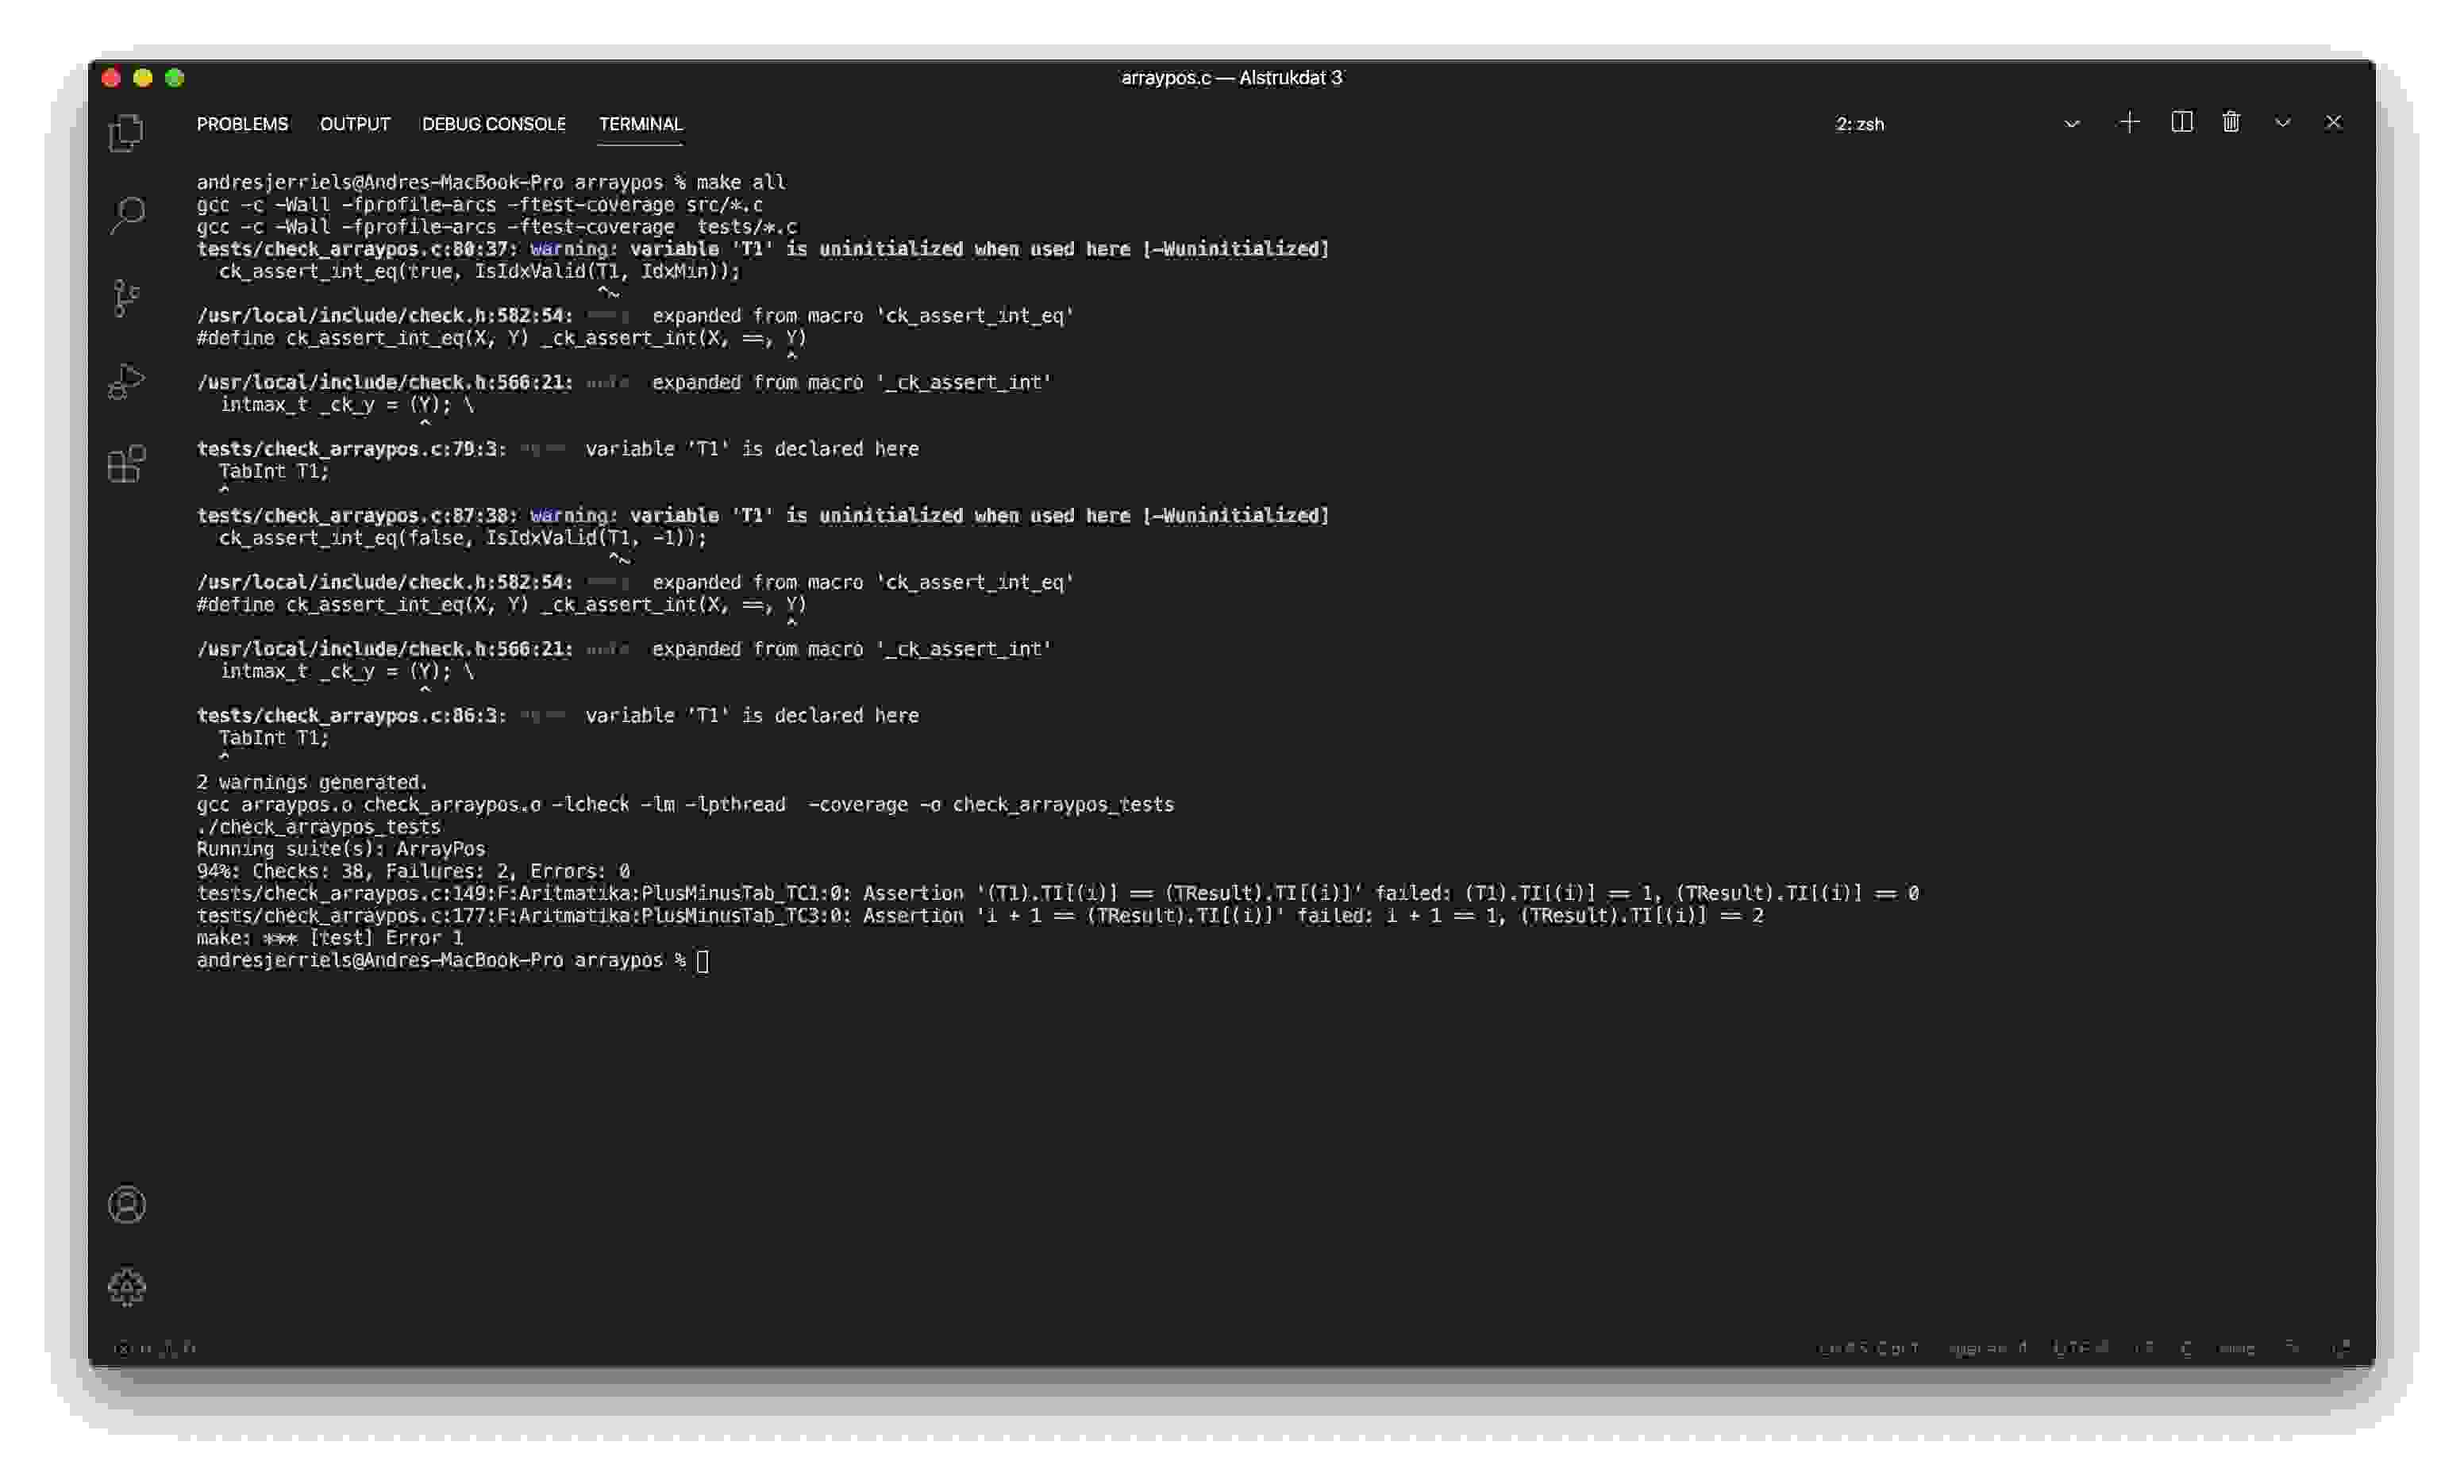 arraypos.c — Alstrukdat 3
PROBLEMS OUTPUT DEBUG CONSOLE TERMINAL 2: zsh
andresjerriels@Andres-MacBook-Pro arraypos % make all
gcc -c -Wall -fprofile-arcs -ftest-coverage src/*.c
gcc -c -Wall -fprofile-arcs -ftest-coverage  tests/*.c
tests/check_arraypos.c:80:37: warning: variable 'T1' is uninitialized when used here [-Wuninitialized]
  ck_assert_int_eq(true, IsIdxValid(T1, IdxMin));
^~
/usr/local/include/check.h:582:54: expanded from macro 'ck_assert_int_eq'
#define ck_assert_int_eq(X, Y) _ck_assert_int(X, ==, Y)
^
/usr/local/include/check.h:566:21: expanded from macro '_ck_assert_int'
  intmax_t _ck_y = (Y); \
^
tests/check_arraypos.c:79:3: variable 'T1' is declared here
  TabInt T1;
  ^
tests/check_arraypos.c:87:38: warning: variable 'T1' is uninitialized when used here [-Wuninitialized]
  ck_assert_int_eq(false, IsIdxValid(T1, -1));
^~
/usr/local/include/check.h:582:54: expanded from macro 'ck_assert_int_eq'
#define ck_assert_int_eq(X, Y) _ck_assert_int(X, ==, Y)
^
/usr/local/include/check.h:566:21: expanded from macro '_ck_assert_int'
  intmax_t _ck_y = (Y); \
^
tests/check_arraypos.c:86:3: variable 'T1' is declared here
  TabInt T1;
  ^
2 warnings generated.
gcc arraypos.o check_arraypos.o -lcheck -lm -lpthread  -coverage -o check_arraypos_tests
./check_arraypos_tests
Running suite(s): ArrayPos
94%: Checks: 38, Failures: 2, Errors: 0
tests/check_arraypos.c:149:F:Aritmatika:PlusMinusTab_TC1:0: Assertion '(T1).TI[(i)] == (TResult).TI[(i)]' failed: (T1).TI[(i)] == 1, (TResult).TI[(i)] == 0
tests/check_arraypos.c:177:F:Aritmatika:PlusMinusTab_TC3:0: Assertion 'i + 1 == (TResult).TI[(i)]' failed: i + 1 == 1, (TResult).TI[(i)] == 2
make: *** [test] Error 1
andresjerriels@Andres-MacBook-Pro arraypos %